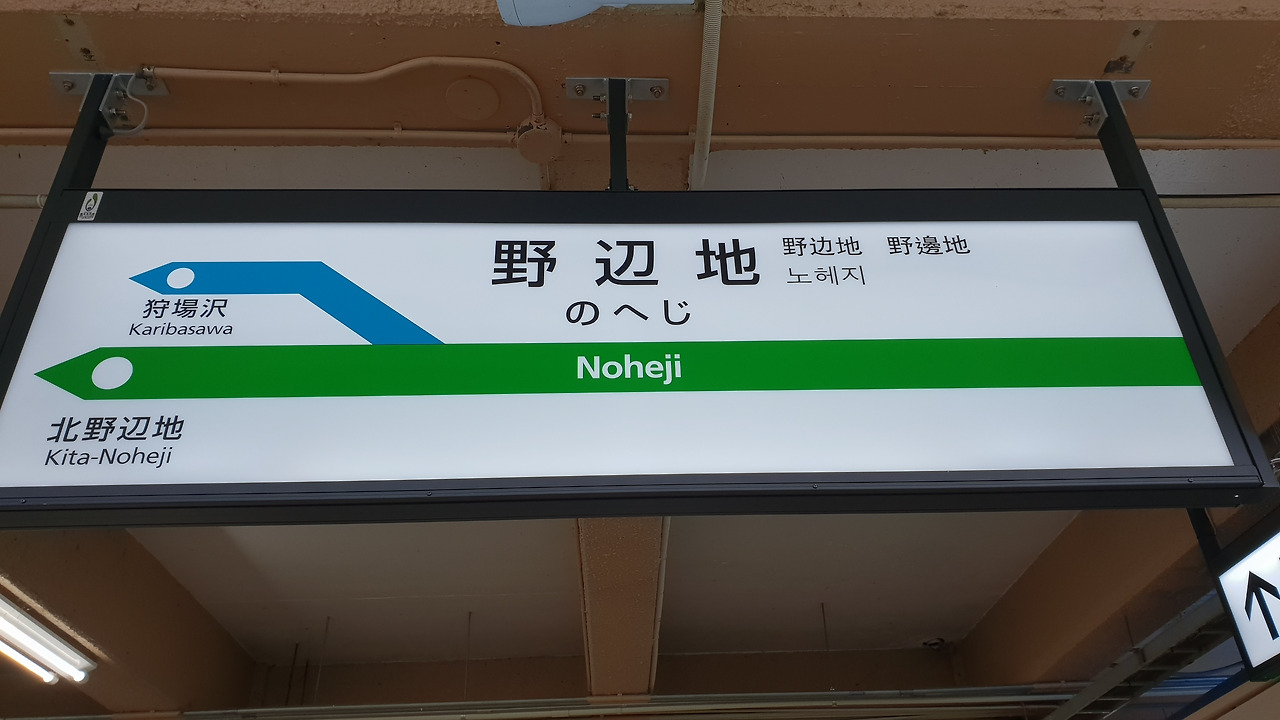 野辺地 野边地 野邊地
노헤지
のへじ
狩場沢
Karibasawa
Noheji
北野辺地
Kita-Noheji